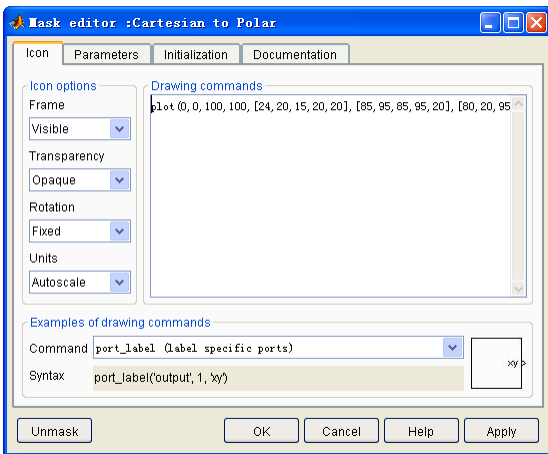 Mask editor :Cartesian to Polar
Icon Parameters Initialization Documentation
Icon options
Frame
Visible
Transparency
Opaque
Rotation
Fixed
Units
Autoscale
Drawing commands
plot(0,0,100,100,[24,20,15,20,20],[85,95,85,95,20],[80,20,95
Examples of drawing commands
Command port_label (label specific ports)
Syntax port_label('output', 1, 'xy')
xy
Unmask OK Cancel Help Apply